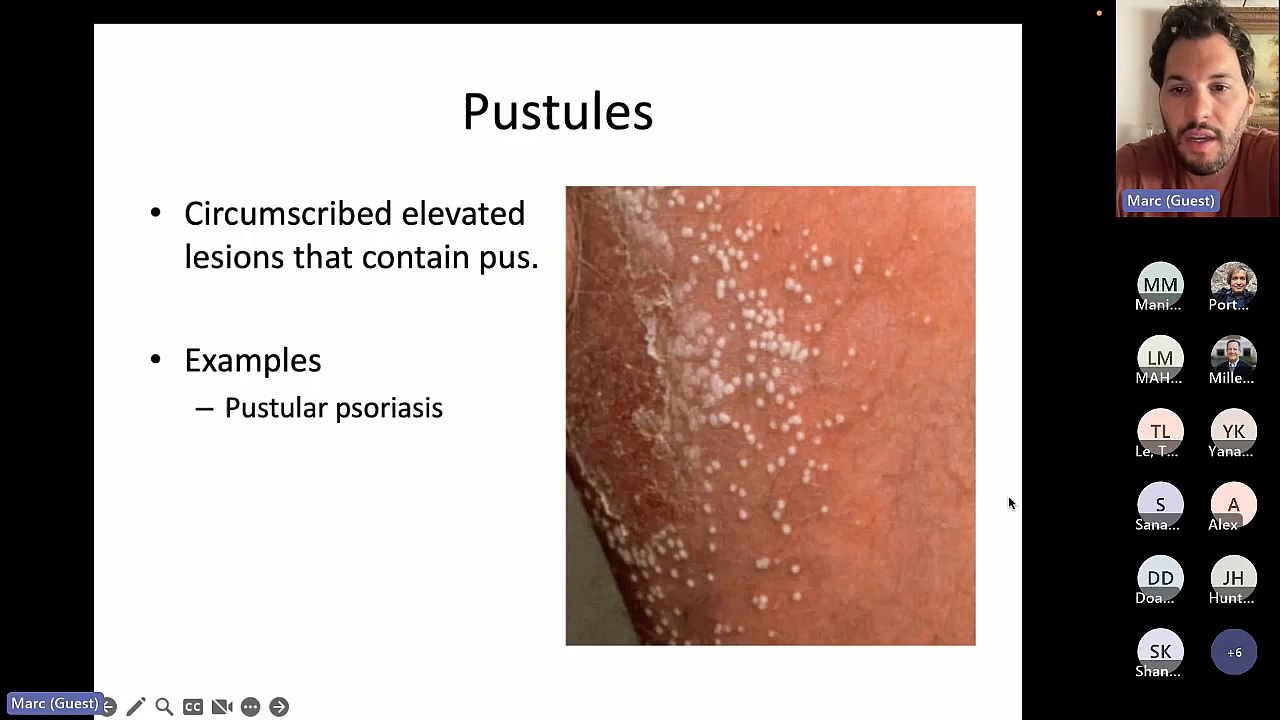 Pustules
• Circumscribed elevated
lesions that contain pus.
• Examples
– Pustular psoriasis
Marc (Guest)
MM
Mani...
Port...
LM
MAH...
Mille...
TL
Le, T...
YK
Yana...
S
Sana...
A
Alex
DD
Doa...
JH
Hunt...
SK
Shan...
+6
Marc (Guest)
CC